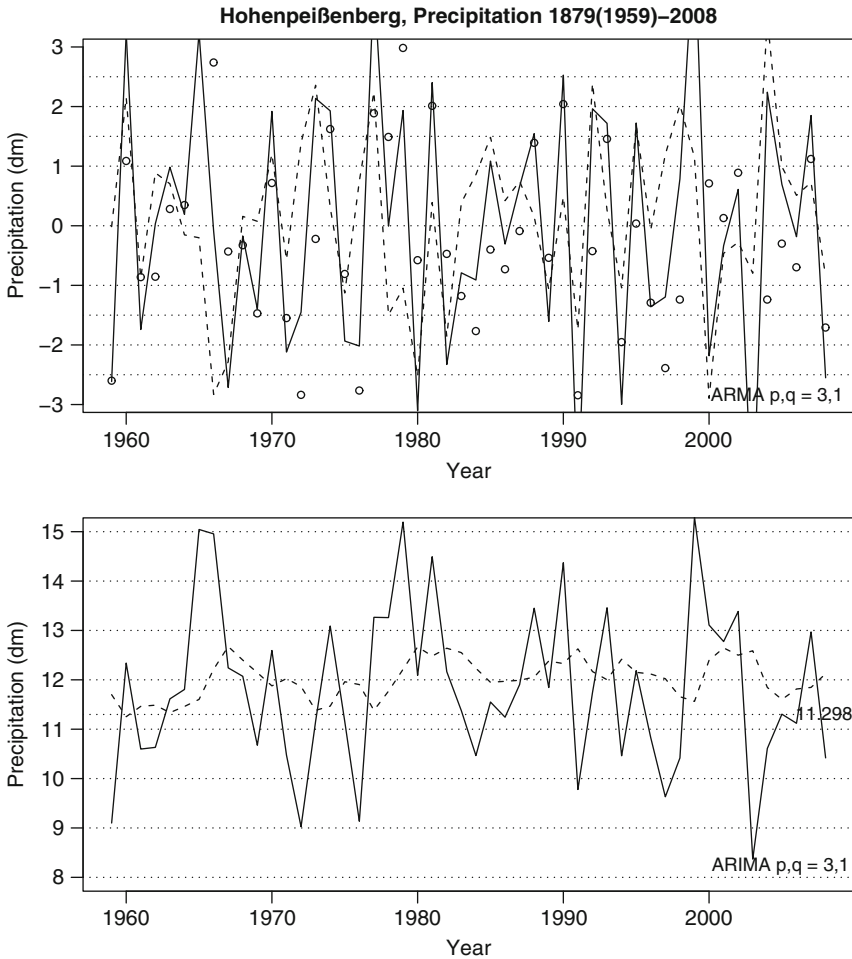 Hohenpeißenberg, Precipitation 1879(1959)−2008
Precipitation (dm)
3
2
1
0
−1
−2
−3
ARMA p,q = 3,1
1960 1970 1980 1990 2000
Year
Precipitation (dm)
15
14
13
12
11
10
9
8
11.298
ARIMA p,q = 3,1
1960 1970 1980 1990 2000
Year